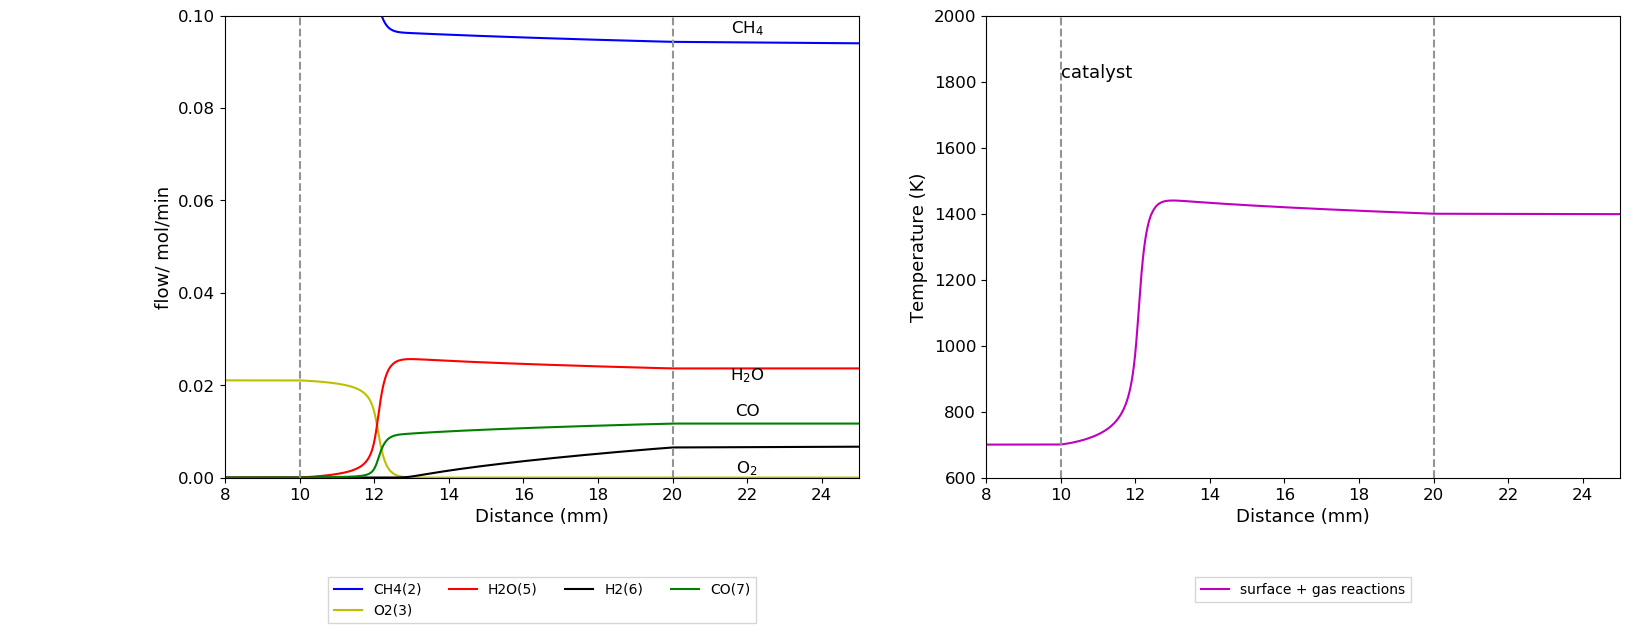 0.10
0.08
0.06
0.04
0.02
0.00
flow/ mol/min
CH₄
H₂O
CO
O₂
8 10 12 14 16 18 20 22 24
Distance (mm)
CH4(2) H2O(5) H2(6) CO(7)
O2(3)
2000
1800
1600
1400
1200
1000
800
600
Temperature (K)
catalyst
8 10 12 14 16 18 20 22 24
Distance (mm)
surface + gas reactions